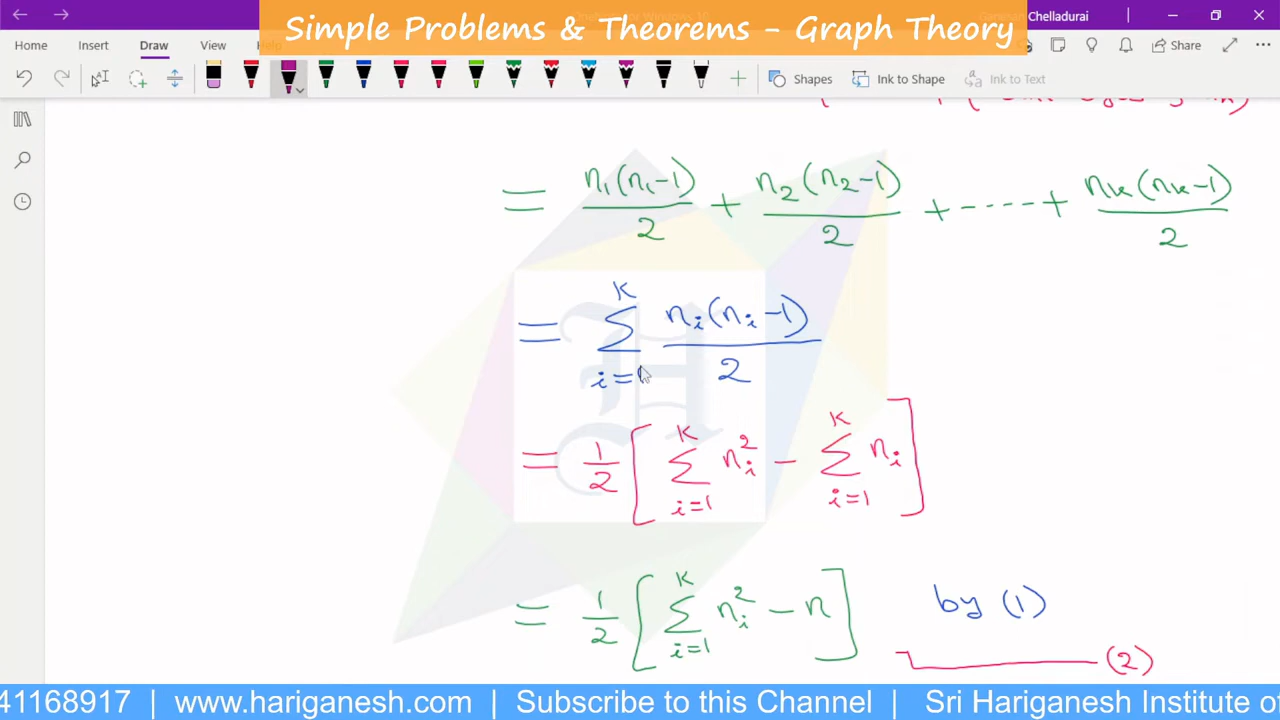 Simple Problems & Theorems - Graph Theory
Chelladurai
Home Insert Draw View
Shapes Ink to Shape Ink to Text Share
= n₁(n₁-1)/2 + n₂(n₂-1)/2 + ----- + nₖ(nₖ-1)/2
= Σ_{i=1}^{k} nᵢ(nᵢ-1)/2
= 1/2 [ Σ_{i=1}^{k} nᵢ² - Σ_{i=1}^{k} nᵢ ]
= 1/2 [ Σ_{i=1}^{k} nᵢ² - n ] by (1)
(2)
41168917 | www.hariganesh.com | Subscribe to this Channel | Sri Hariganesh Institute of